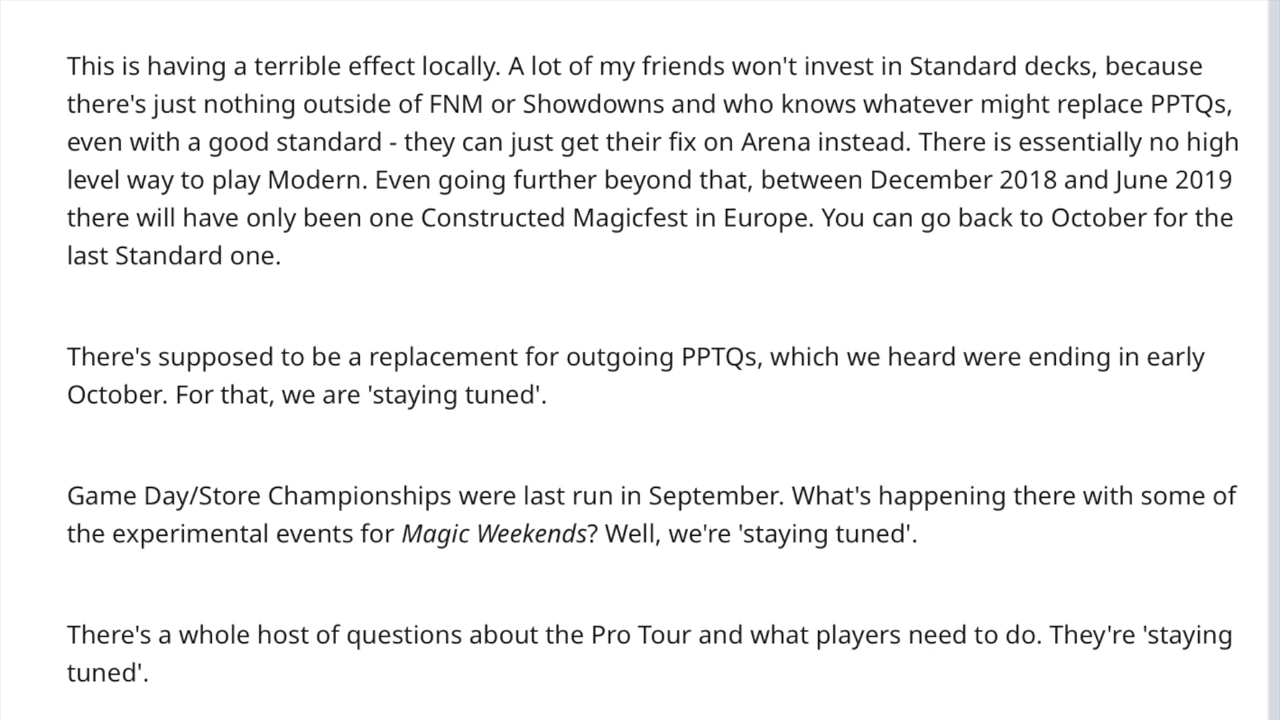 This is having a terrible effect locally. A lot of my friends won't invest in Standard decks, because
there's just nothing outside of FNM or Showdowns and who knows whatever might replace PPTQs,
even with a good standard - they can just get their fix on Arena instead. There is essentially no high
level way to play Modern. Even going further beyond that, between December 2018 and June 2019
there will have only been one Constructed Magicfest in Europe. You can go back to October for the
last Standard one.
There's supposed to be a replacement for outgoing PPTQs, which we heard were ending in early
October. For that, we are 'staying tuned'.
Game Day/Store Championships were last run in September. What's happening there with some of
the experimental events for Magic Weekends? Well, we're 'staying tuned'.
There's a whole host of questions about the Pro Tour and what players need to do. They're 'staying
tuned'.